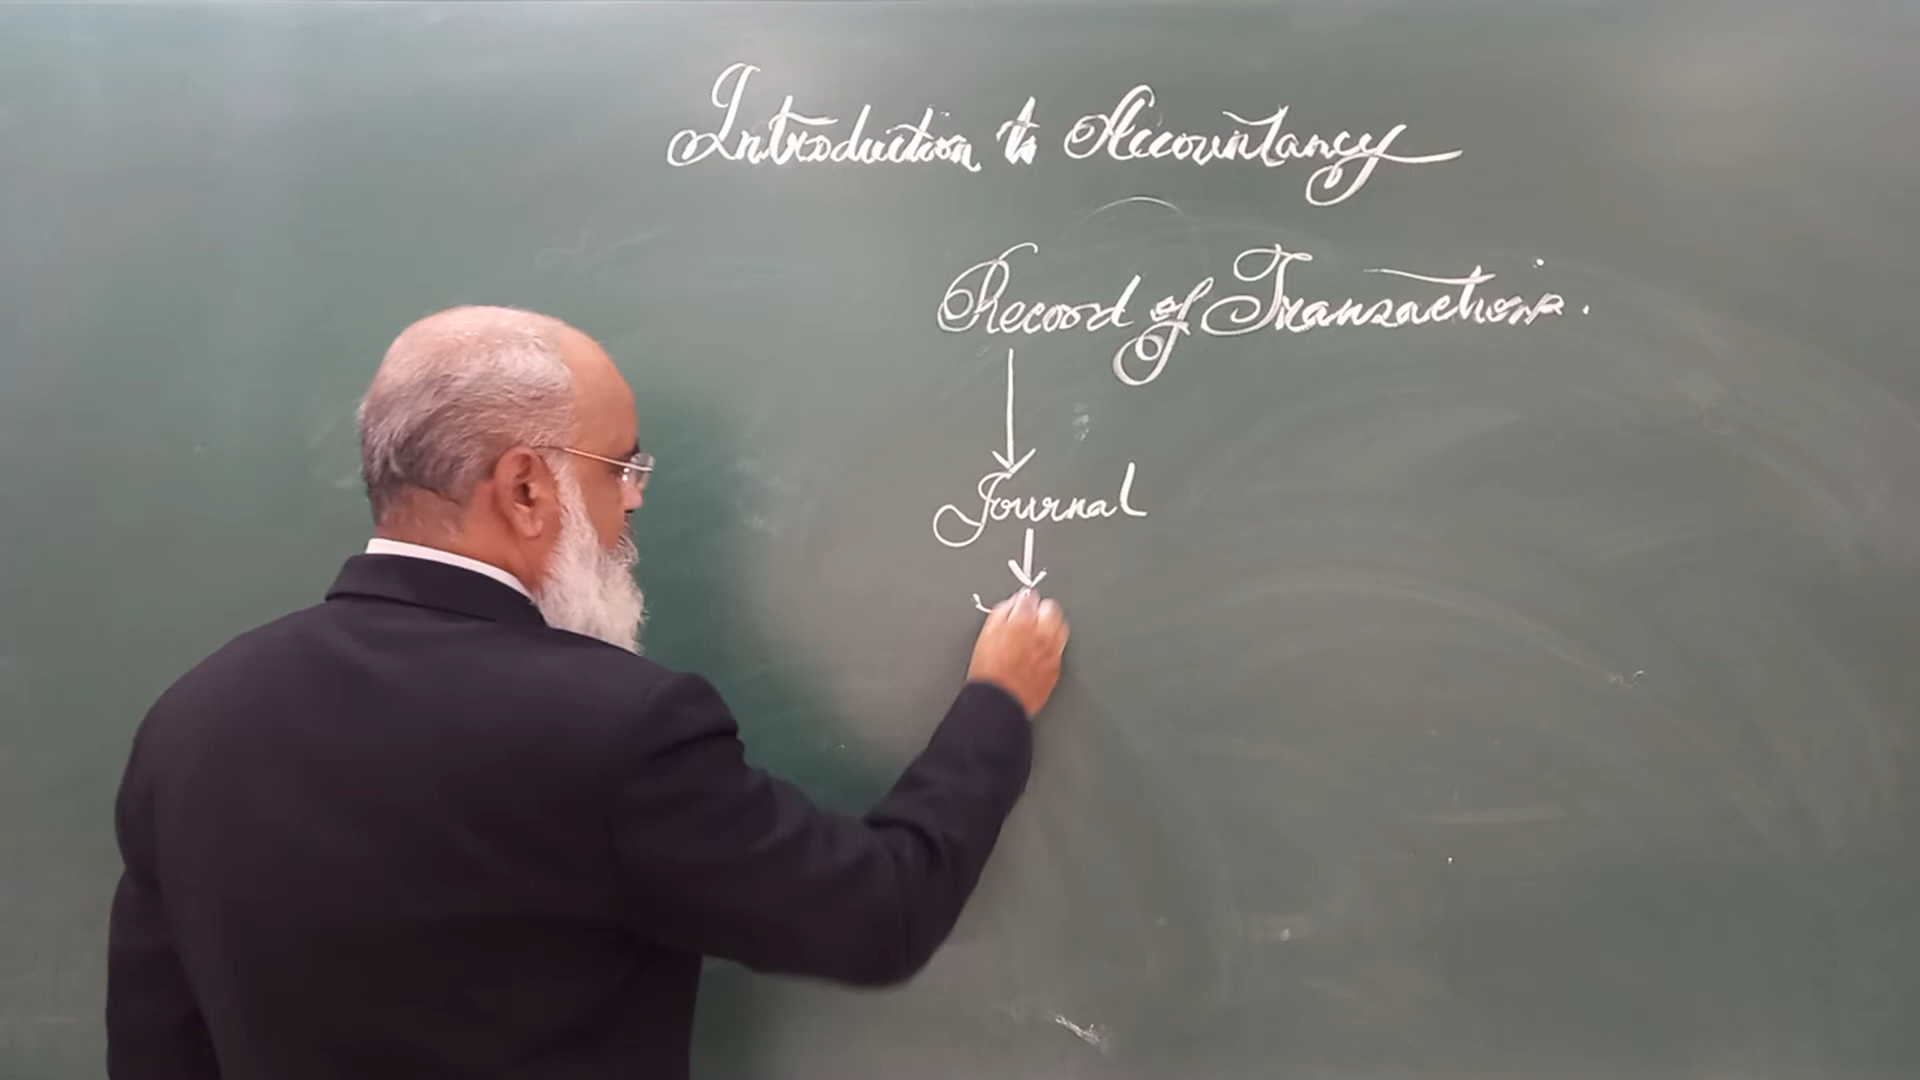 Introduction to Accountancy
Record of Transactions.
Journal